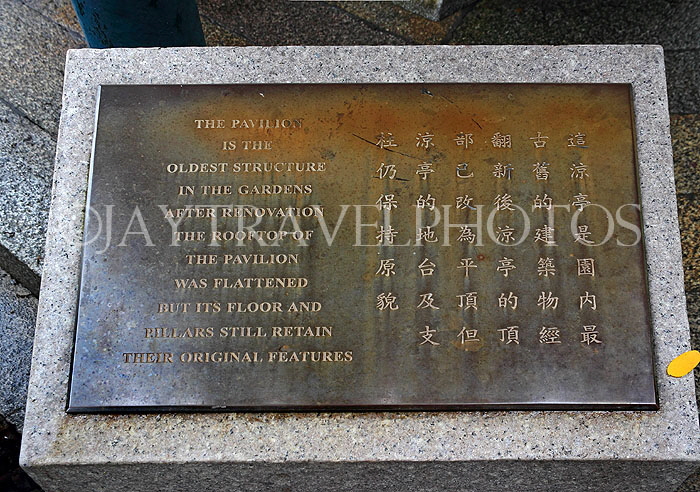 THE PAVILION
IS THE
OLDEST STRUCTURE
IN THE GARDENS
AFTER RENOVATION
THE ROOFTOP OF
THE PAVILION
WAS FLATTENED
BUT ITS FLOOR AND
PILLARS STILL RETAIN
THEIR ORIGINAL FEATURES
這涼亭是園內最
古舊的建築物經
翻新後涼亭的頂
部已改為平頂但
涼亭的地台及支
柱仍保持原貌
©JAYTRAVELPHOTOS